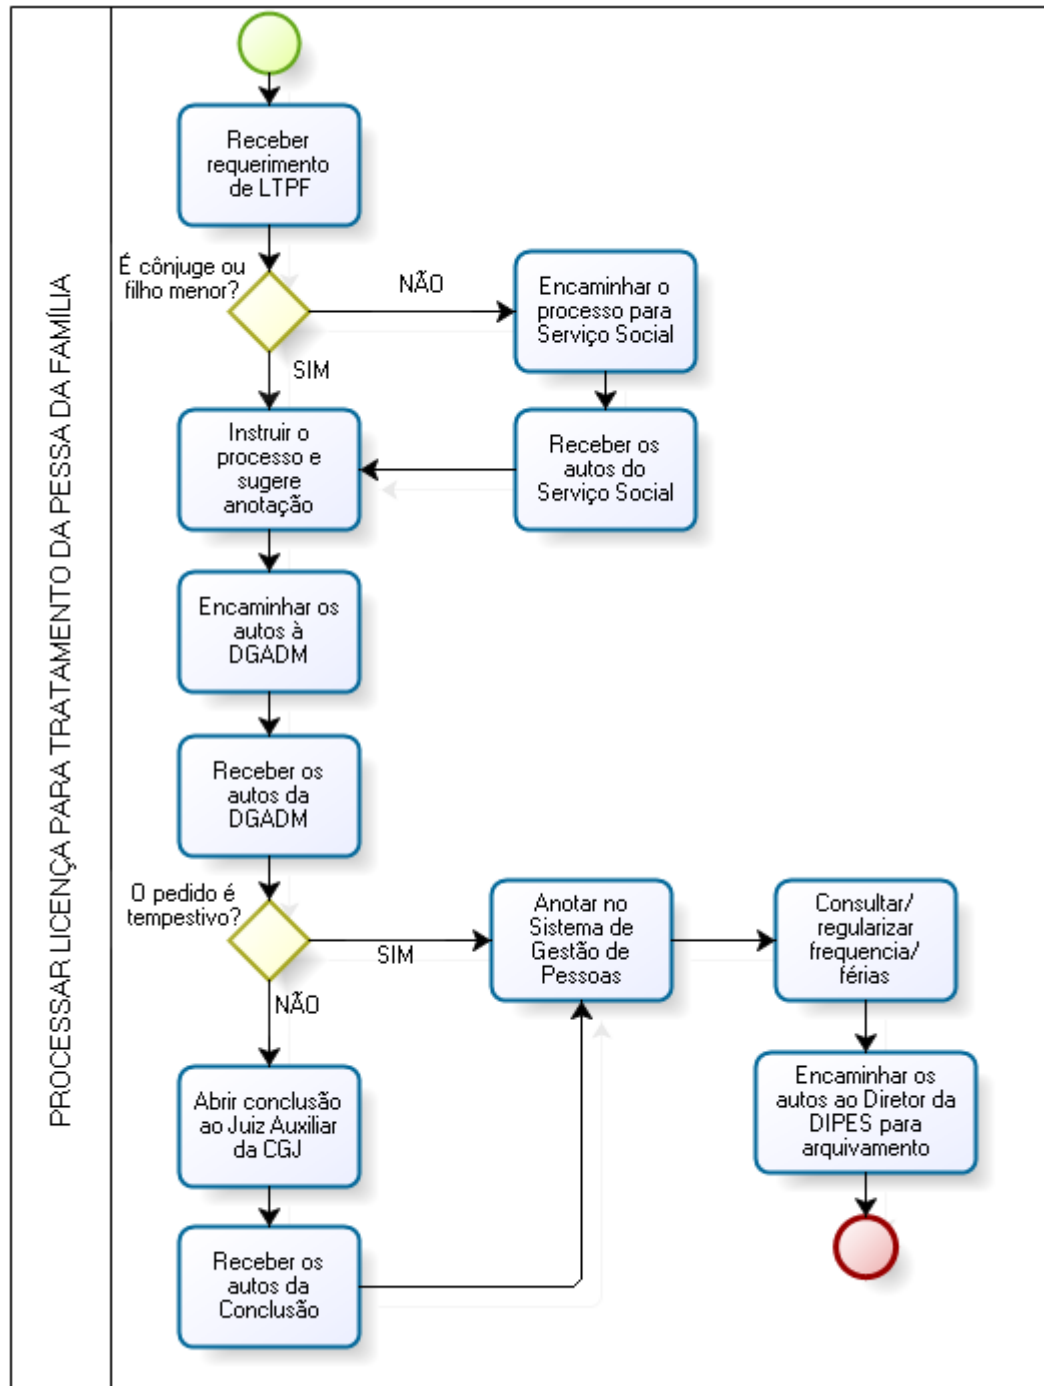 PROCESSAR LICENÇA PARA TRATAMENTO DA PESSA DA FAMÍLIA
Receber
requerimento
de LTPF
É cônjuge ou
filho menor?
NÃO
Encaminhar o
processo para
Serviço Social
SIM
Instruir o
processo e
sugere
anotação
Receber os
autos do
Serviço Social
Encaminhar os
autos à
DGADM
Receber os
autos da
DGADM
O pedido é
tempestivo?
SIM
Anotar no
Sistema de
Gestão de
Pessoas
Consultar/
regularizar
frequencia/
férias
NÃO
Abrir conclusão
ao Juiz Auxiliar
da CGJ
Encaminhar os
autos ao Diretor da
DIPES para
arquivamento
Receber os
autos da
Conclusão